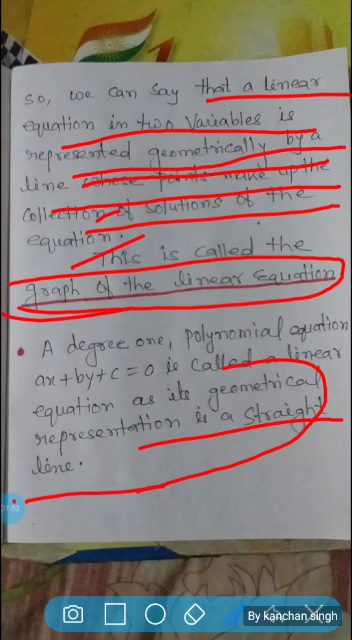 so, we can say that a linear
equation in two variables is
represented geometrically by a
line whose points make up the
collection of solutions of the
equation.
This is called the
graph of the linear Equation
• A degree one, polynomial equation
ax+by+c=0 is called a linear
equation as its geometrical
representation is a straight
line.
By kanchan singh